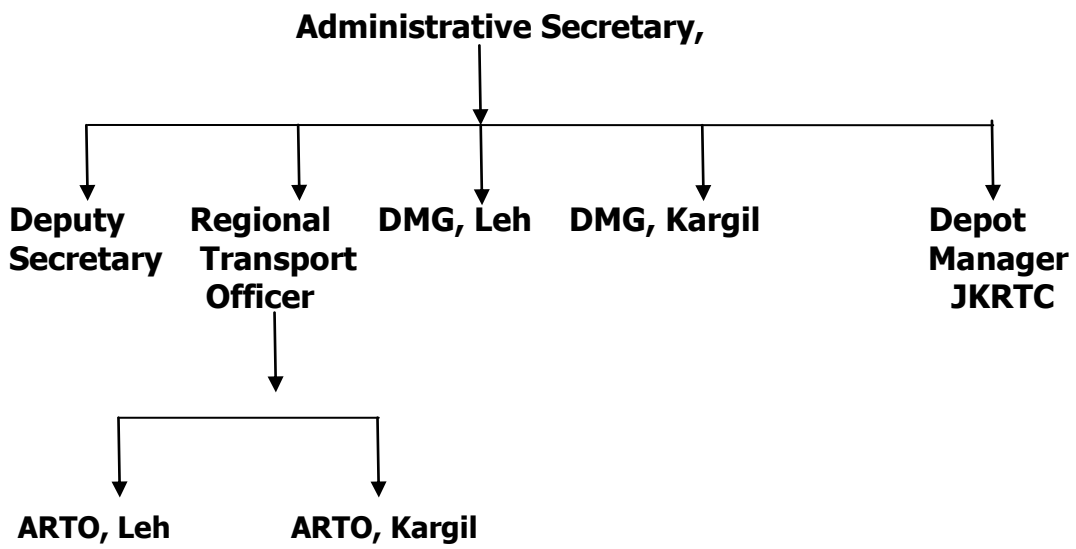 Administrative Secretary,
Deputy
Secretary
Regional
Transport
Officer
DMG, Leh
DMG, Kargil
Depot
Manager
JKRTC
ARTO, Leh
ARTO, Kargil